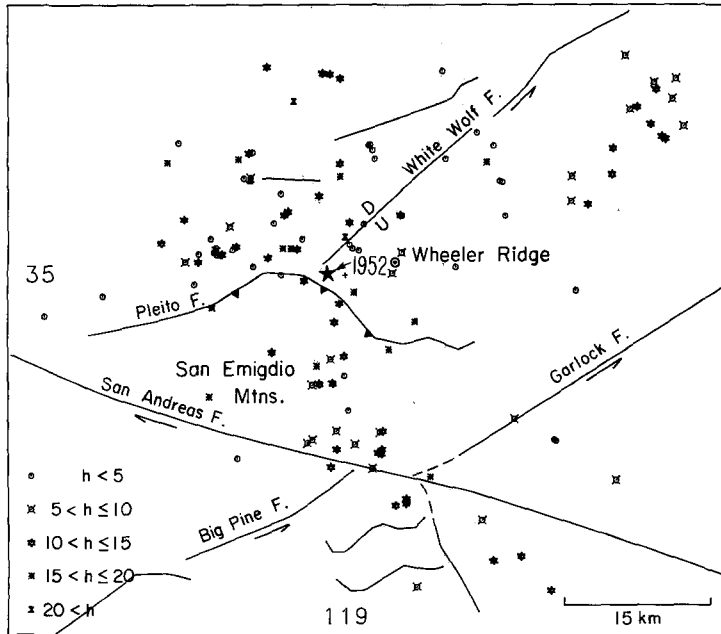 White Wolf F.
D
U
1952
Wheeler Ridge
35
Pleito F.
San Emigdio
Mtns.
Garlock F.
San Andreas F.
Big Pine F.
h < 5
5 < h ≤ 10
10 < h ≤ 15
15 < h ≤ 20
20 < h
119
15 km